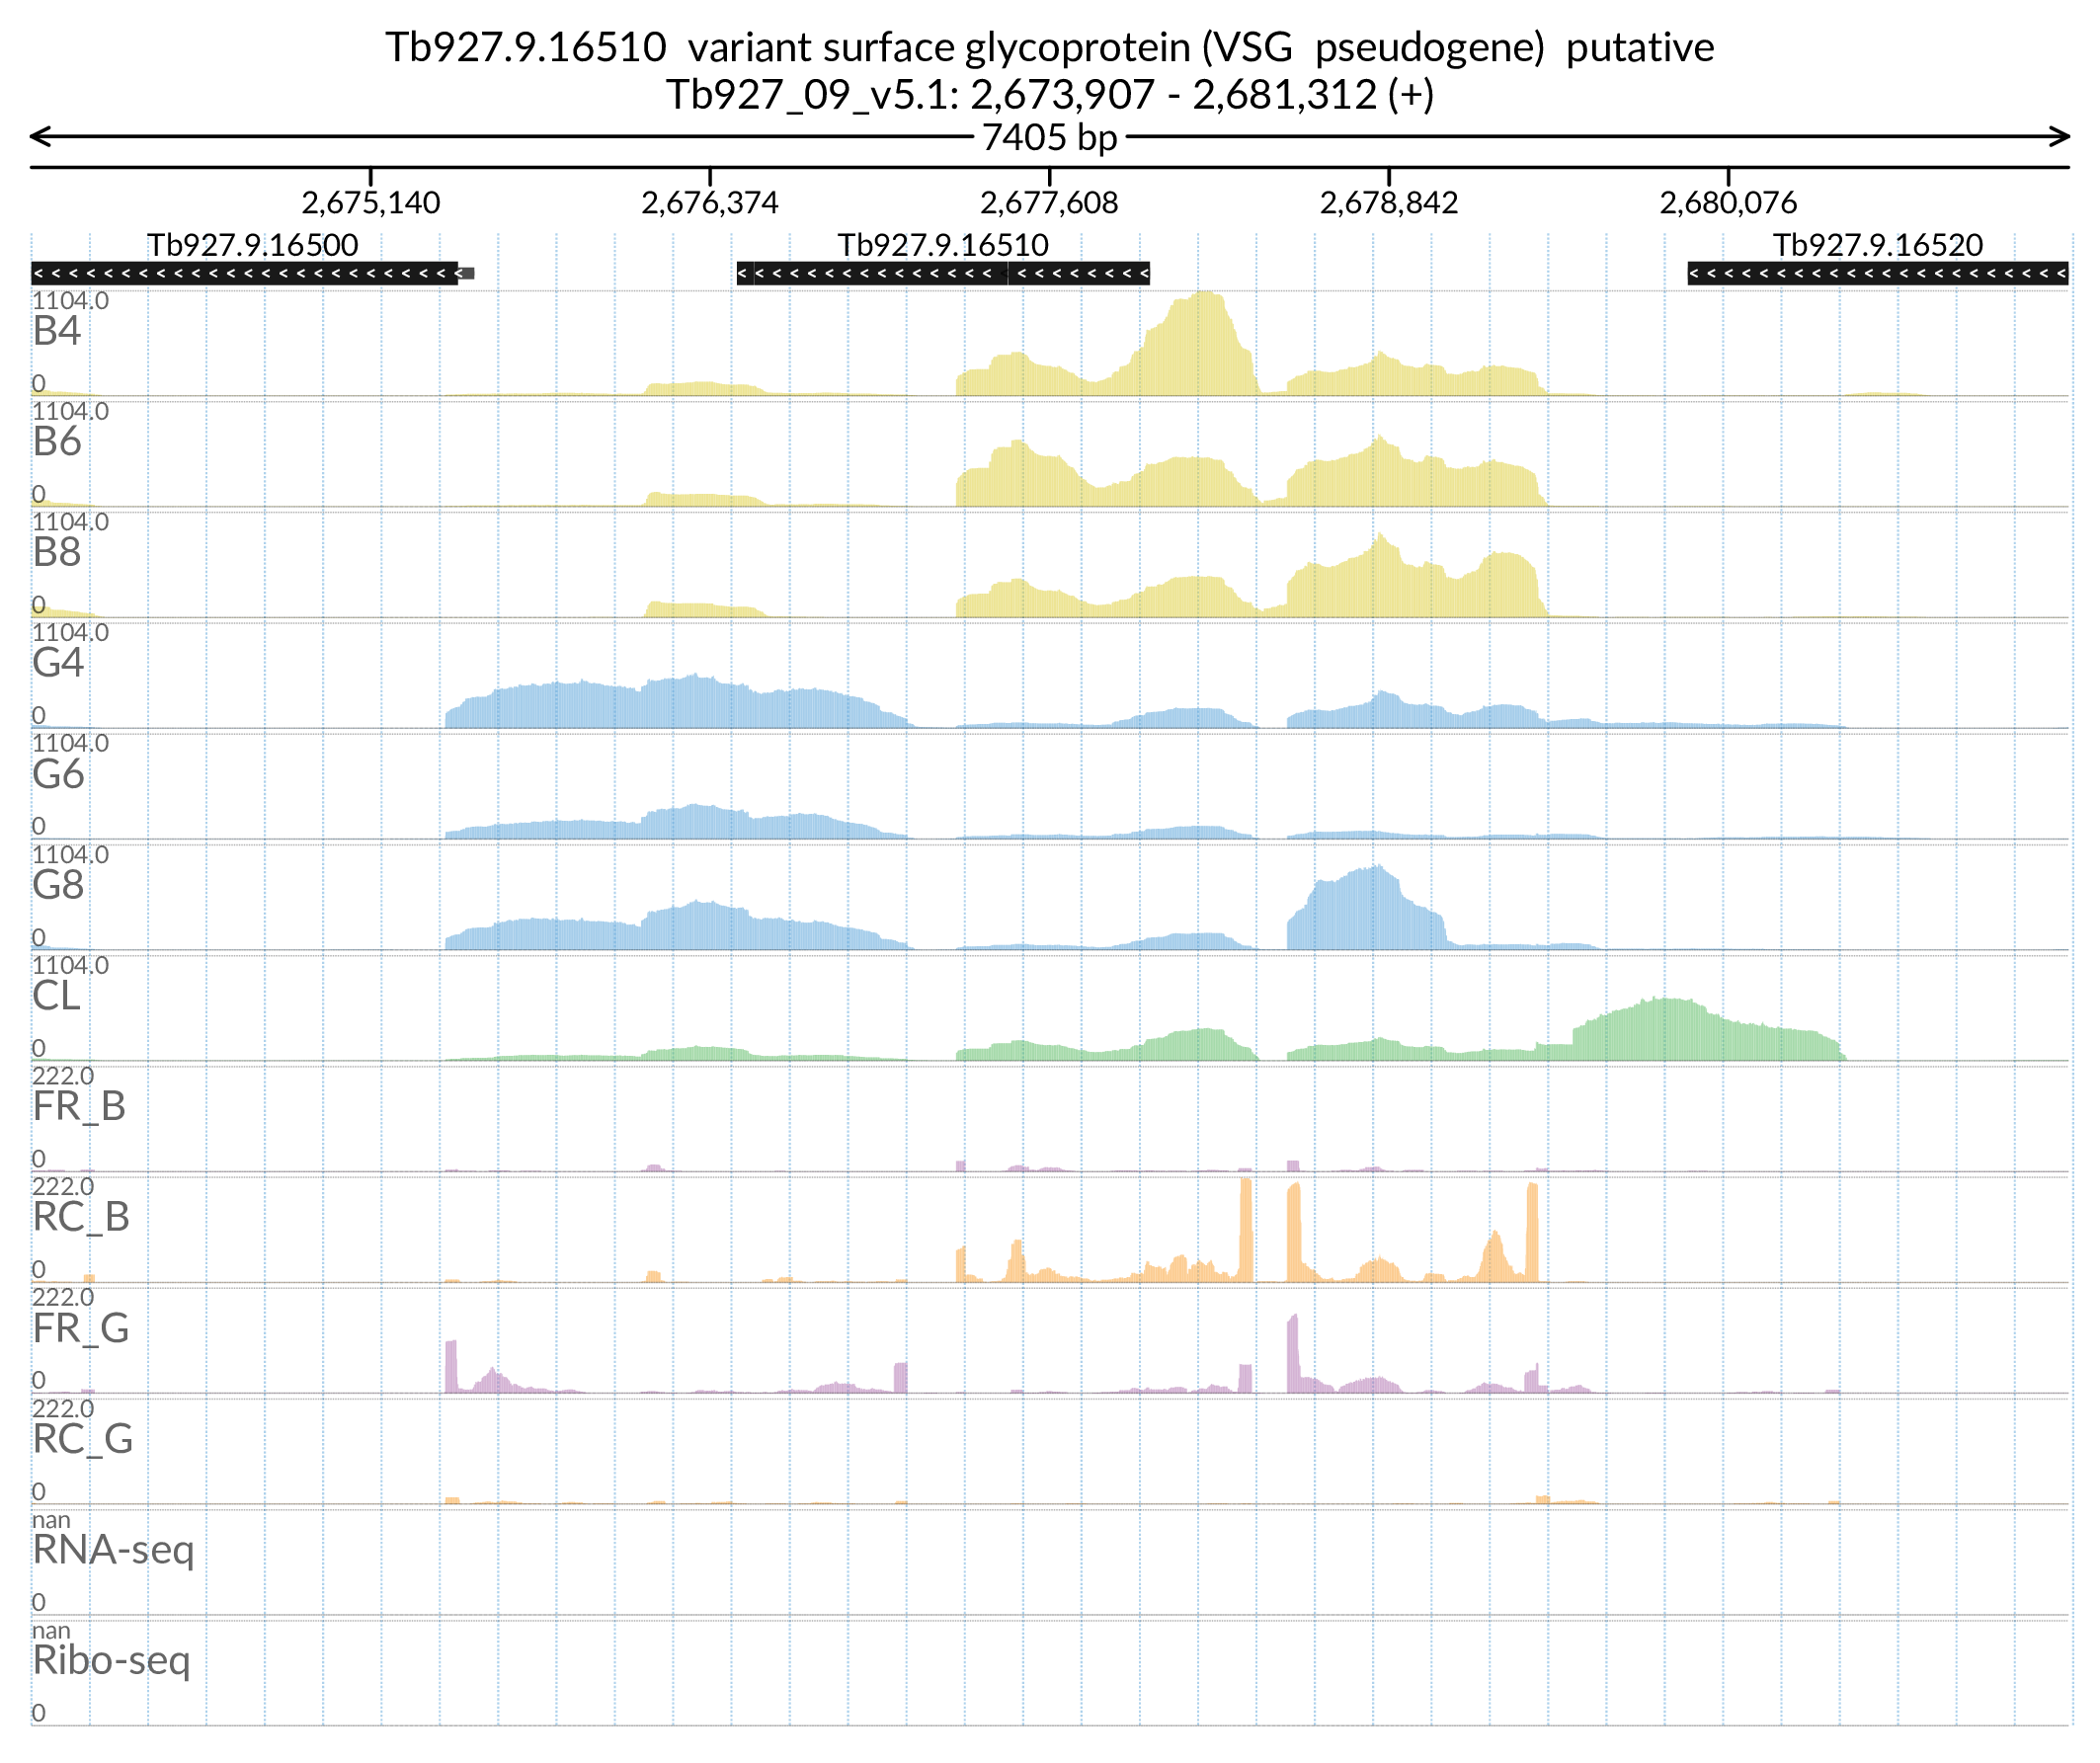 Tb927.9.16510  variant surface glycoprotein (VSG  pseudogene)  putative
Tb927_09_v5.1: 2,673,907 - 2,681,312 (+)
7405 bp
2,675,140 2,676,374 2,677,608 2,678,842 2,680,076
Tb927.9.16500 Tb927.9.16510 Tb927.9.16520
1104.0
B4
0
1104.0
B6
0
1104.0
B8
0
1104.0
G4
0
1104.0
G6
0
1104.0
G8
0
1104.0
CL
0
222.0
FR_B
0
222.0
RC_B
0
222.0
FR_G
0
222.0
RC_G
0
nan
RNA-seq
0
nan
Ribo-seq
0